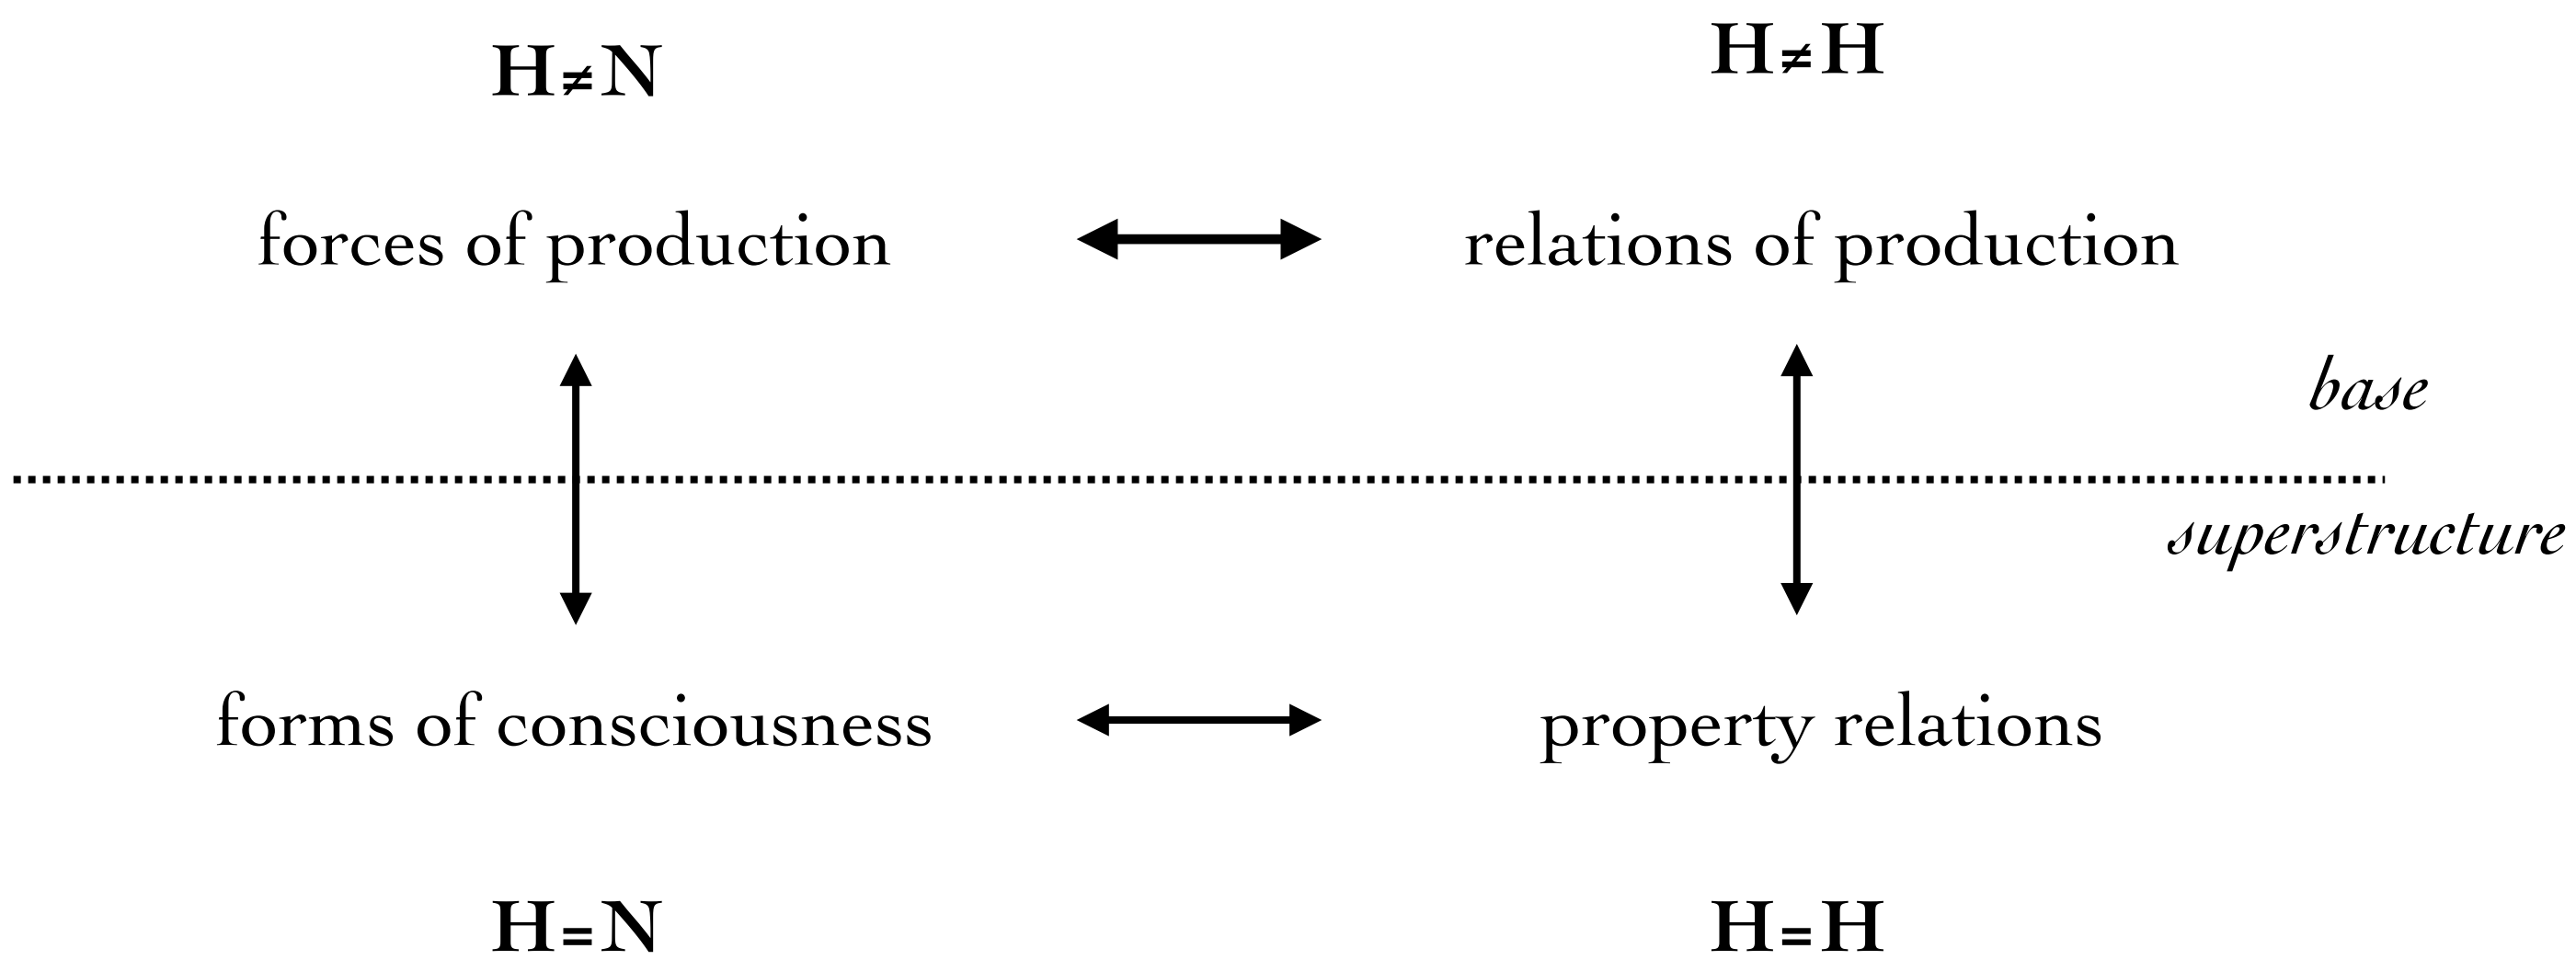 H≠N
H≠H
forces of production
relations of production
base
superstructure
forms of consciousness
property relations
H=N
H=H